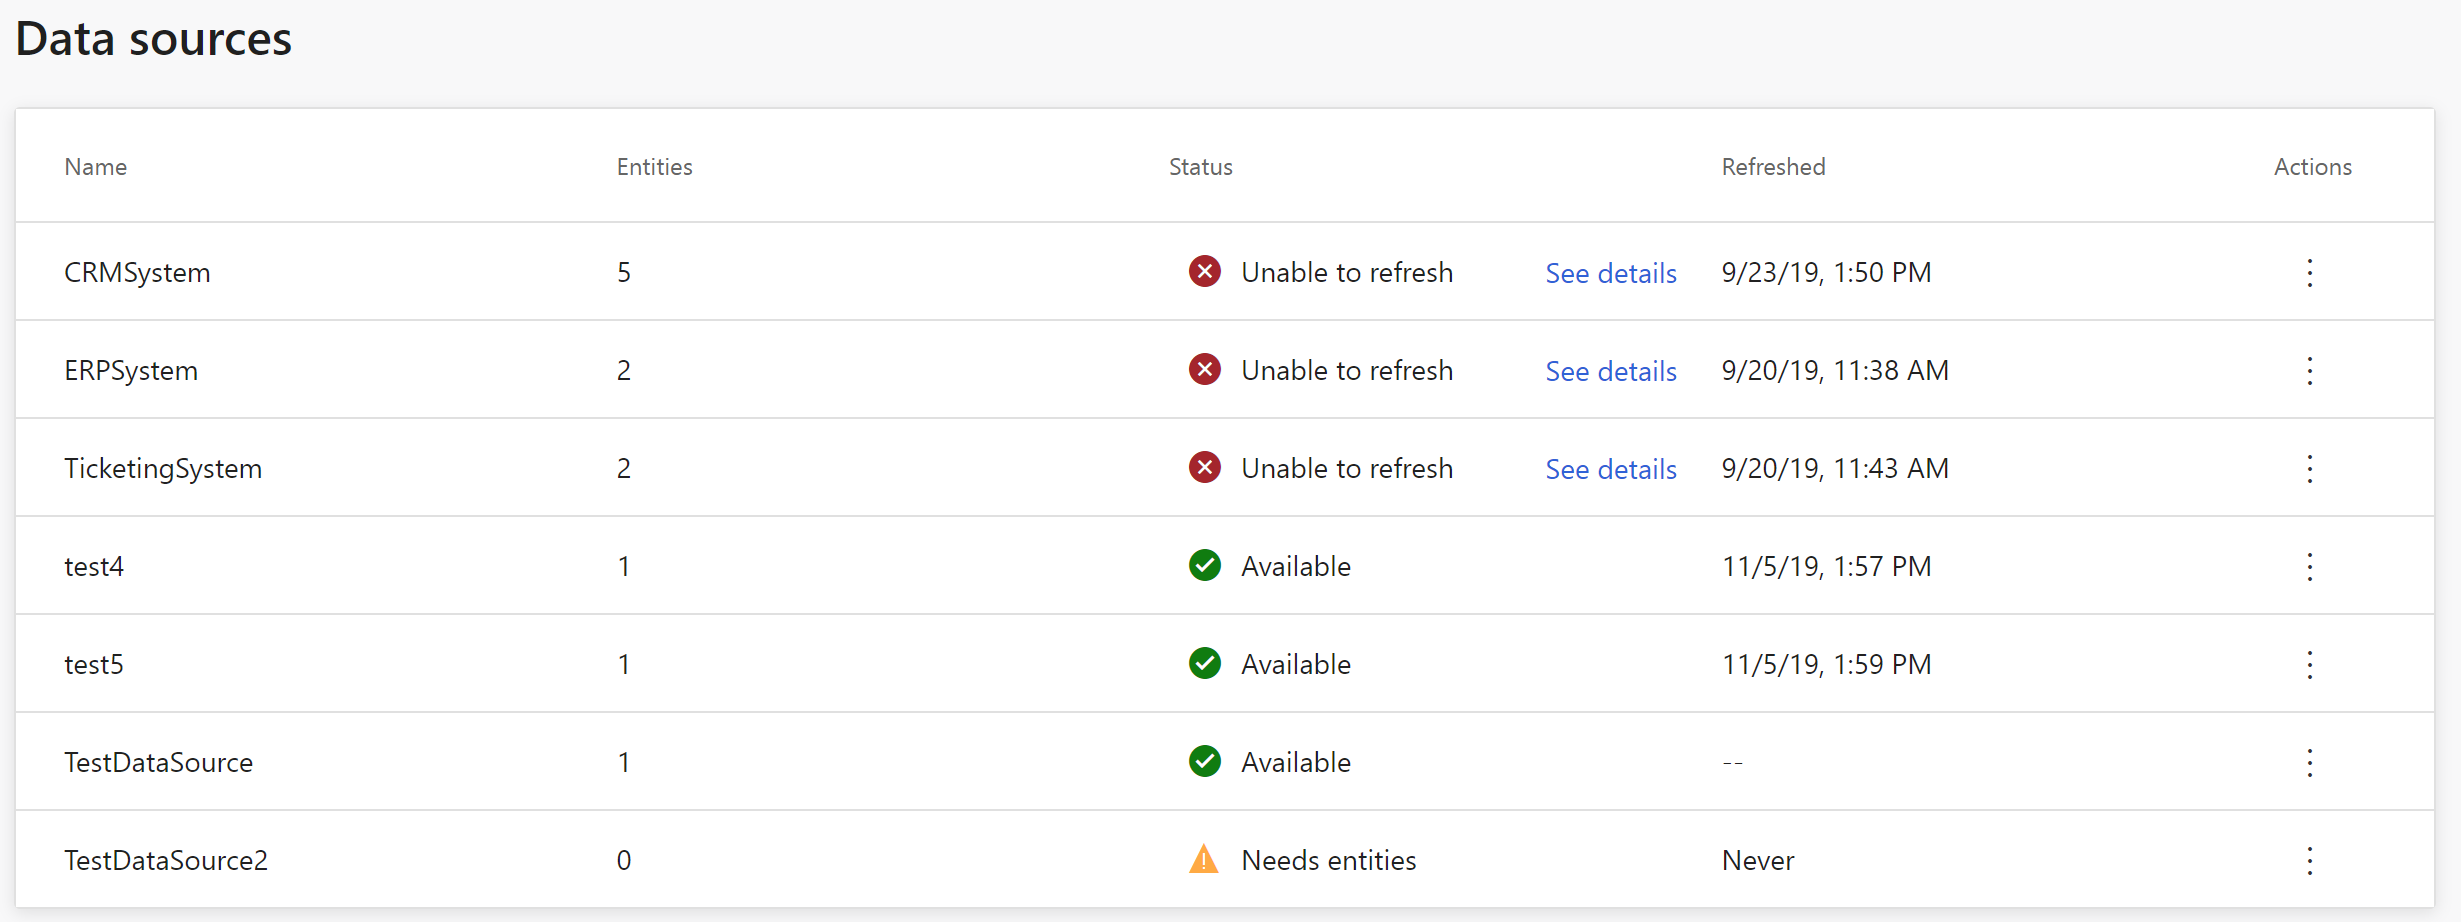 Data sources
Name Entities Status Refreshed Actions
CRMSystem 5 Unable to refresh See details 9/23/19, 1:50 PM
ERPSystem 2 Unable to refresh See details 9/20/19, 11:38 AM
TicketingSystem 2 Unable to refresh See details 9/20/19, 11:43 AM
test4 1 Available 11/5/19, 1:57 PM
test5 1 Available 11/5/19, 1:59 PM
TestDataSource 1 Available --
TestDataSource2 0 Needs entities Never